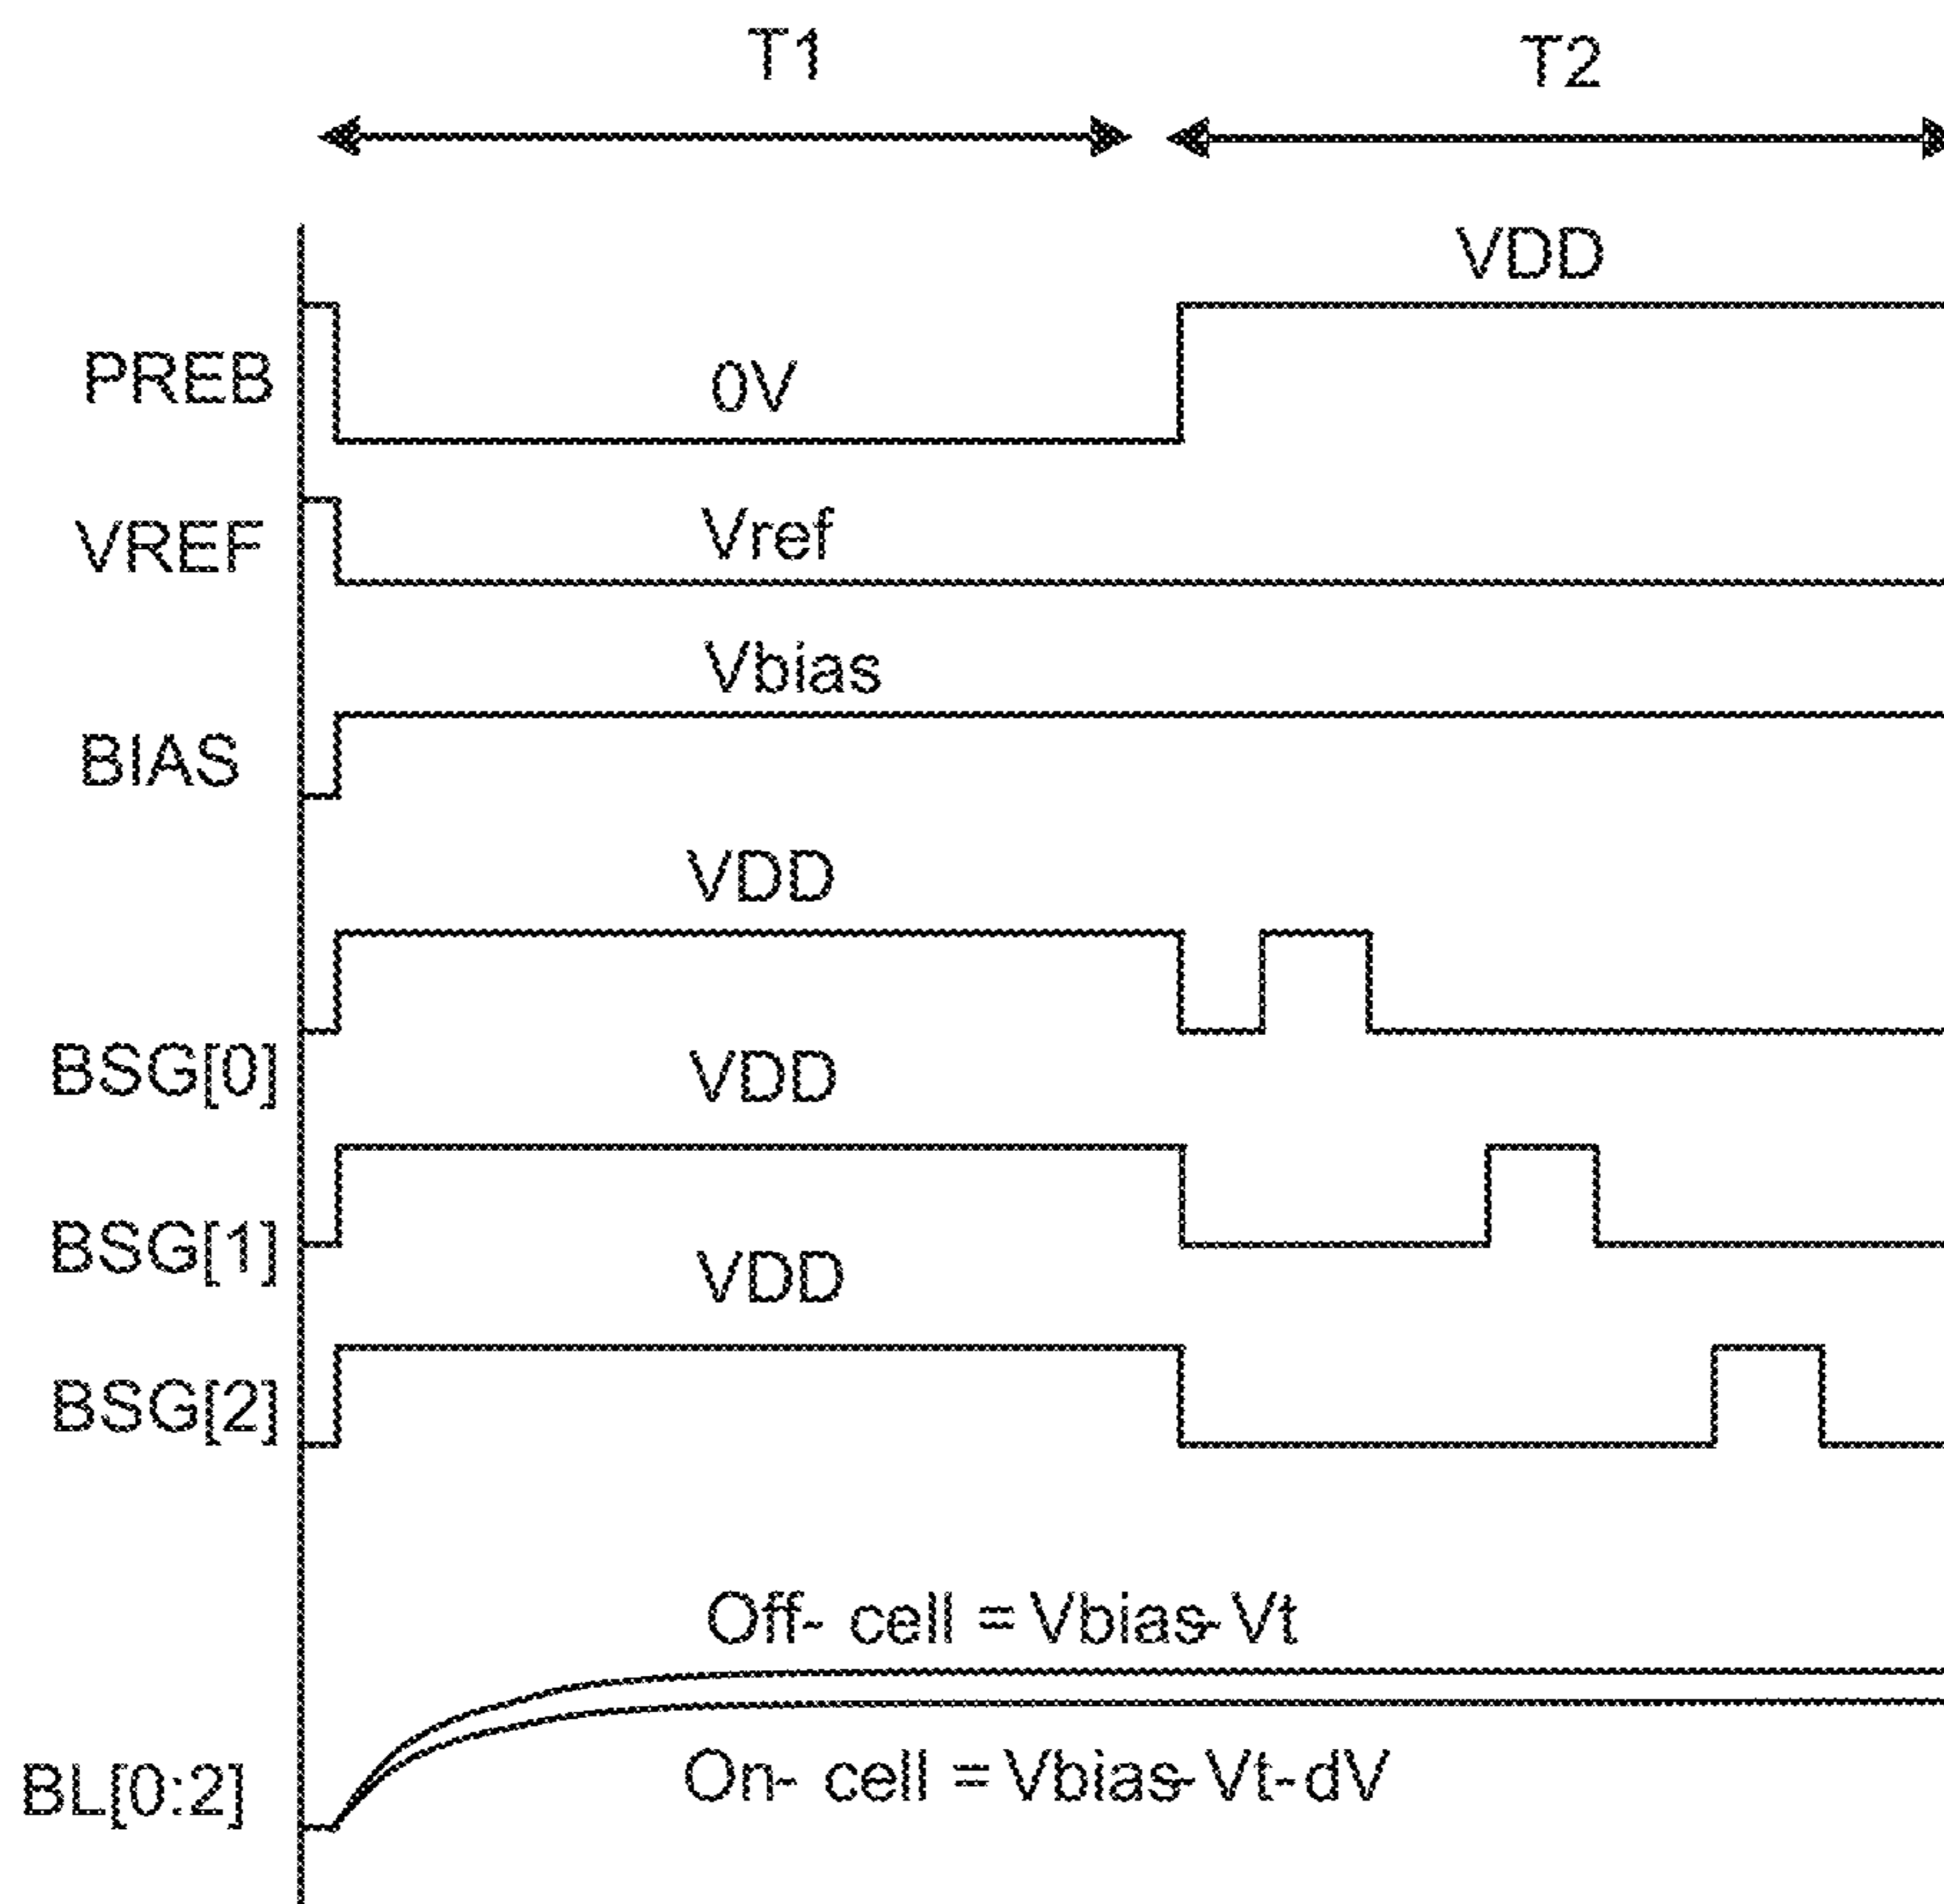 T1 T2
VDD
PREB 0V
VREF Vref
Vbias
BIAS
VDD
BSG[0] VDD
BSG[1] VDD
BSG[2]
Off- cell = Vbias-Vt
BL[0:2] On- cell = Vbias-Vt-dV